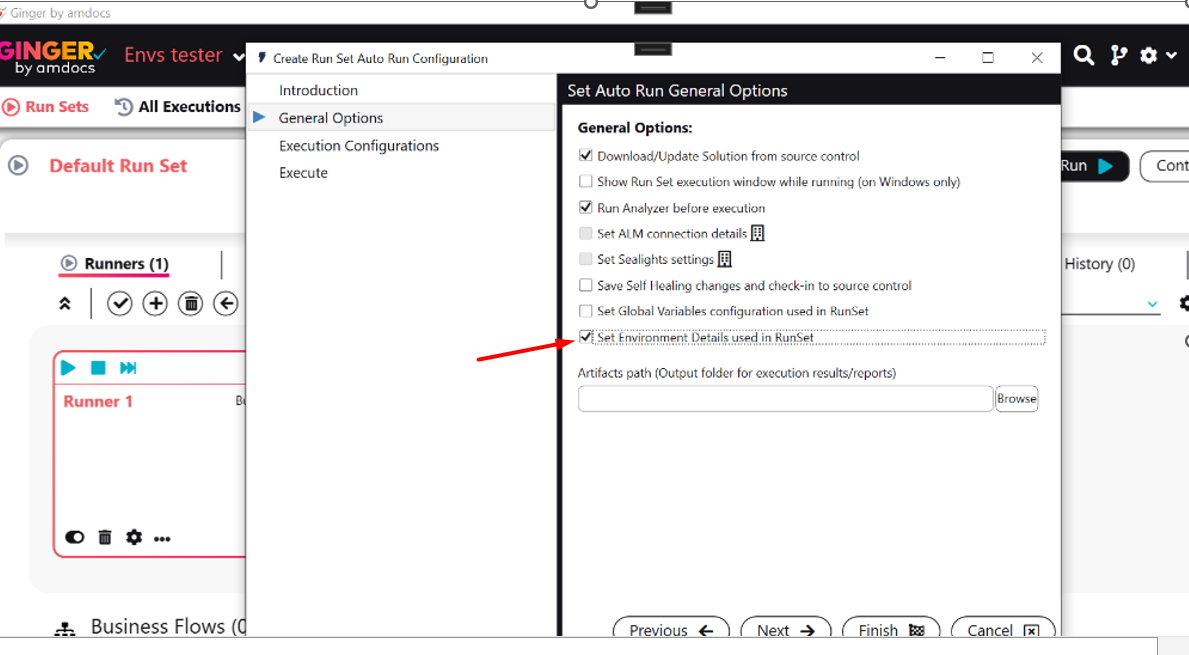 Ginger by amdocs
GINGER
by amdocs
Envs tester
Create Run Set Auto Run Configuration
Run Sets
All Executions
Introduction
General Options
Execution Configurations
Execute
Set Auto Run General Options
General Options:
Download/Update Solution from source control
Show Run Set execution window while running (on Windows only)
Run Analyzer before execution
Set ALM connection details
Set Sealights settings
Save Self Healing changes and check-in to source control
Set Global Variables configuration used in RunSet
Set Environment Details used in RunSet
Artifacts path (Output folder for execution results/reports)
Browse
Previous
Next
Finish
Cancel
Default Run Set
Run
Cont
Runners (1)
History (0)
Runner 1
Bu
Business Flows (0